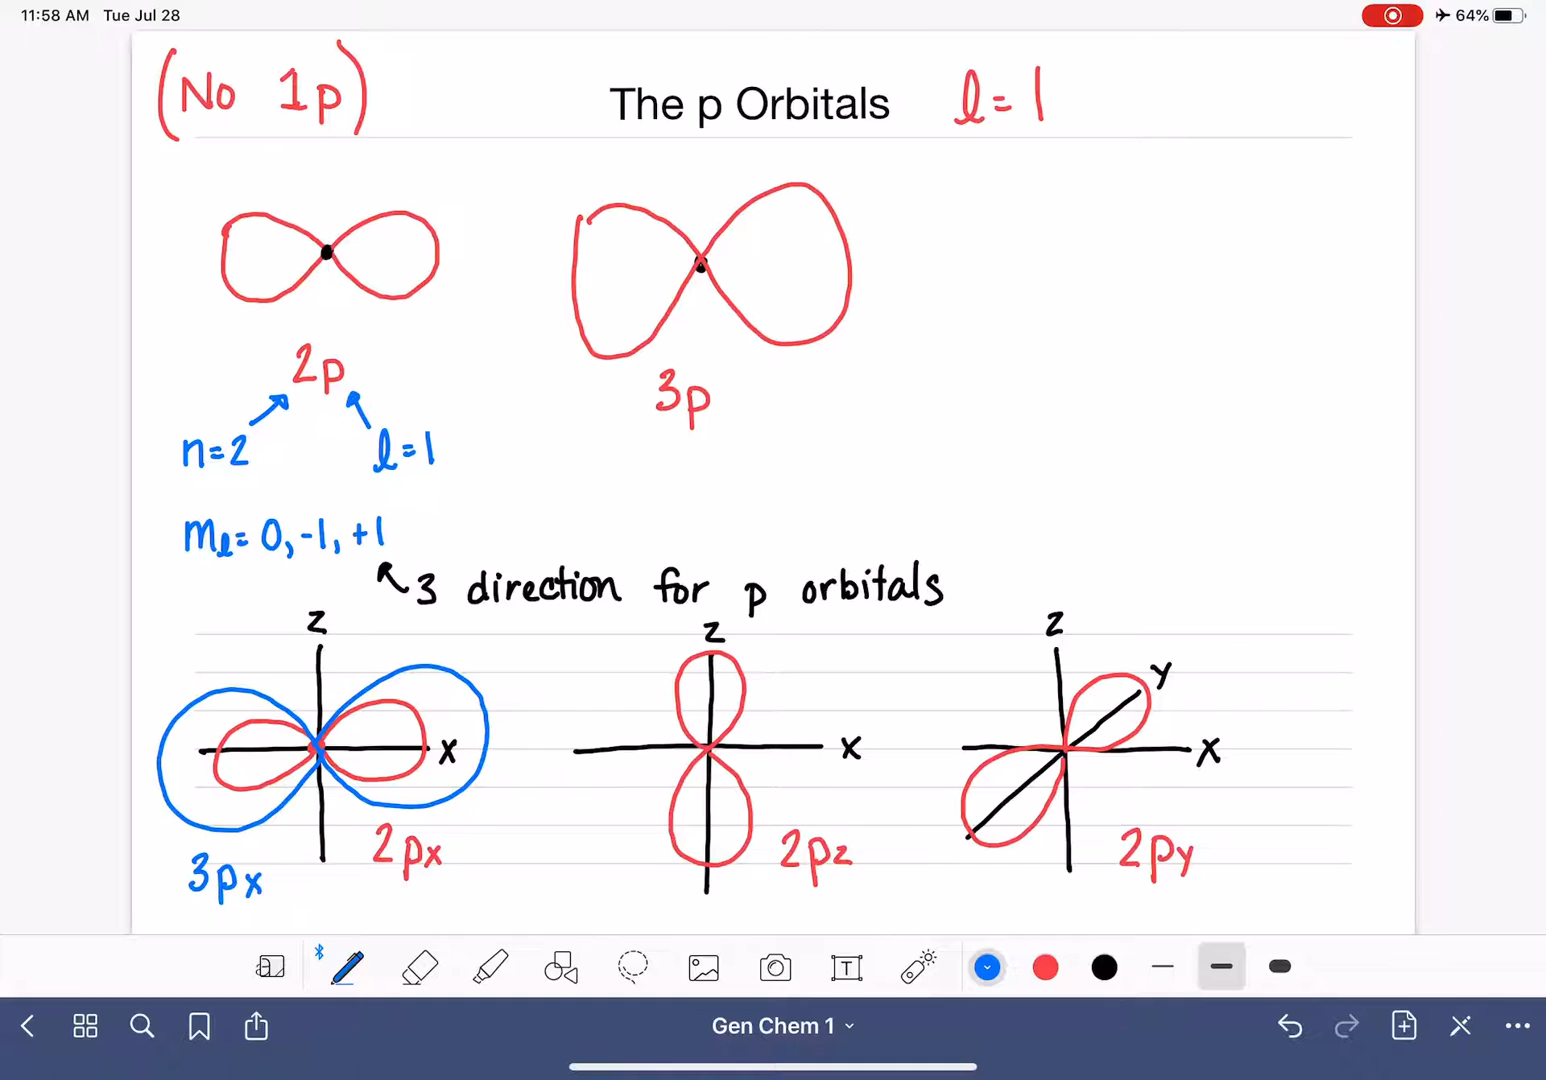 11:58 AM Tue Jul 28
64%
(No 1p)
The p Orbitals
l=1
2p
3p
n=2
l=1
ml=0,-1,+1
3 direction for p orbitals
z
x
3px
2px
z
x
2pz
z
y
x
2py
T
Gen Chem 1